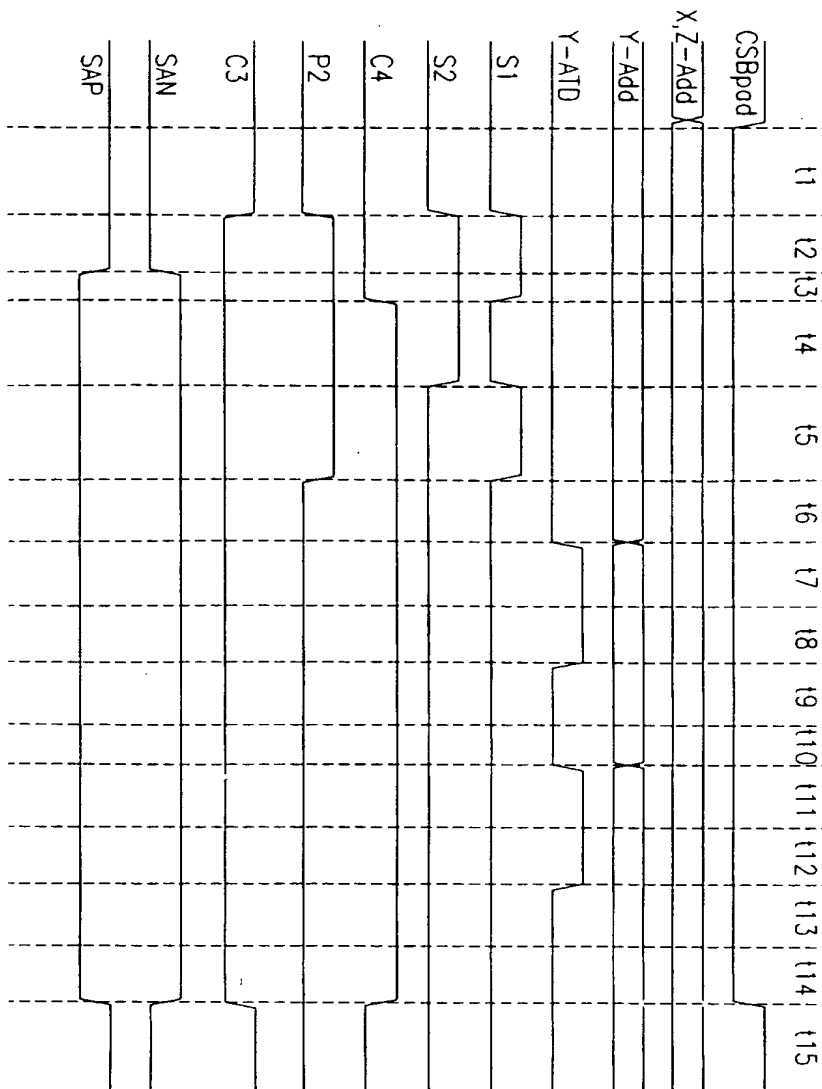 t1 t2 t3 t4 t5 t6 t7 t8 t9 t10 t11 t12 t13 t14 t15
CSBpad
X,Z-Add
Y-Add
Y-ATD
S1
S2
C4
P2
C3
SAN
SAP